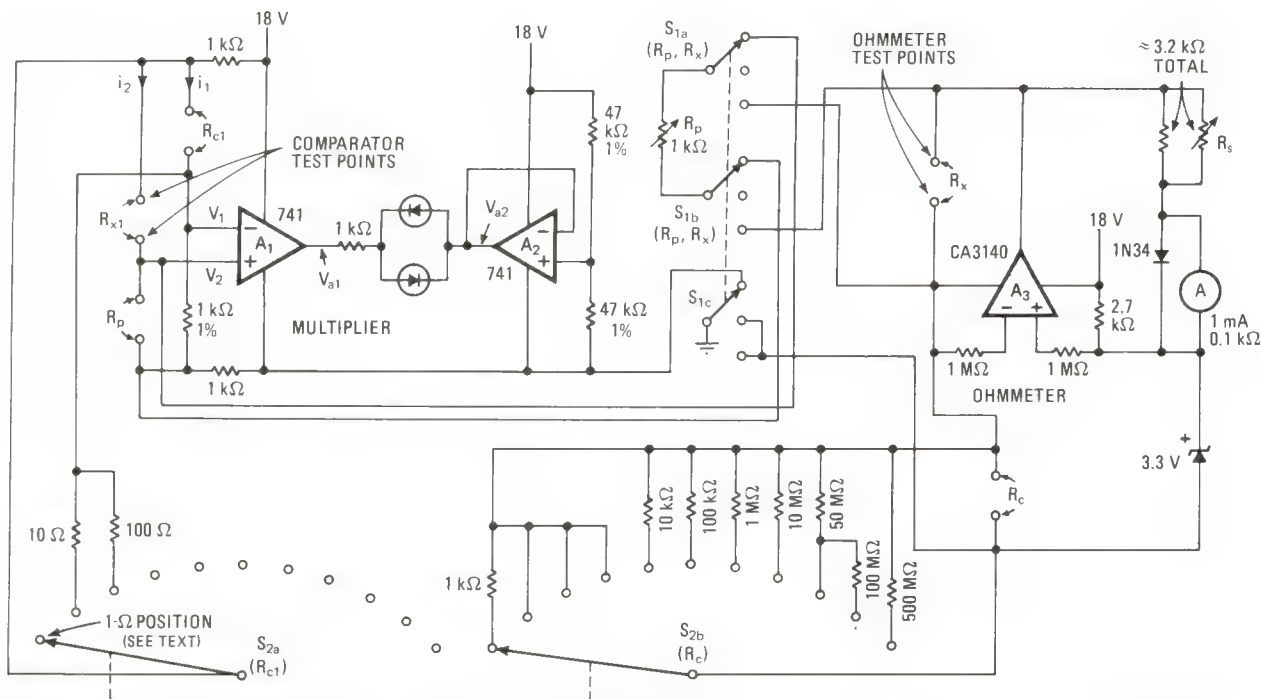 18 V
1 kΩ
i2
i1
Rc1
COMPARATOR
TEST POINTS
Rx1
V1
V2
741
A1
Va1
1 kΩ
Rp
1 kΩ
1%
MULTIPLIER
1 kΩ
18 V
Va2
A2
741
47
kΩ
1%
47 kΩ
1%
S1a
(Rp, Rx)
Rp
1 kΩ
S1b
(Rp, Rx)
S1c
OHMMETER
TEST POINTS
≈ 3.2 kΩ
TOTAL
Rs
Rx
CA3140
A3
18 V
1N34
A
1 mA
0.1 kΩ
2.7
kΩ
1 MΩ
1 MΩ
OHMMETER
3.3 V
+
Rc
10 Ω
100 Ω
1-Ω POSITION
(SEE TEXT)
S2a
(Rc1)
1 kΩ
10 kΩ
100 kΩ
1 MΩ
10 MΩ
50 MΩ
100 MΩ
500 MΩ
S2b
(Rc)